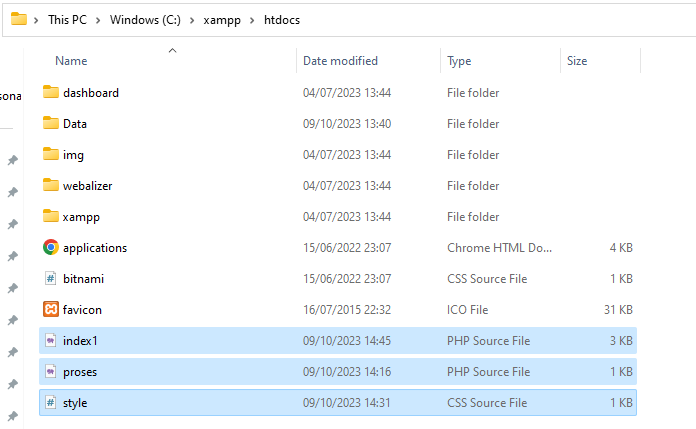 This PC > Windows (C:) > xampp > htdocs
Name Date modified Type Size
dashboard 04/07/2023 13:44 File folder
Data 09/10/2023 13:40 File folder
img 04/07/2023 13:44 File folder
webalizer 04/07/2023 13:44 File folder
xampp 04/07/2023 13:44 File folder
applications 15/06/2022 23:07 Chrome HTML Do... 4 KB
bitnami 15/06/2022 23:07 CSS Source File 1 KB
favicon 16/07/2015 22:32 ICO File 31 KB
index1 09/10/2023 14:45 PHP Source File 3 KB
proses 09/10/2023 14:16 PHP Source File 1 KB
style 09/10/2023 14:31 CSS Source File 1 KB